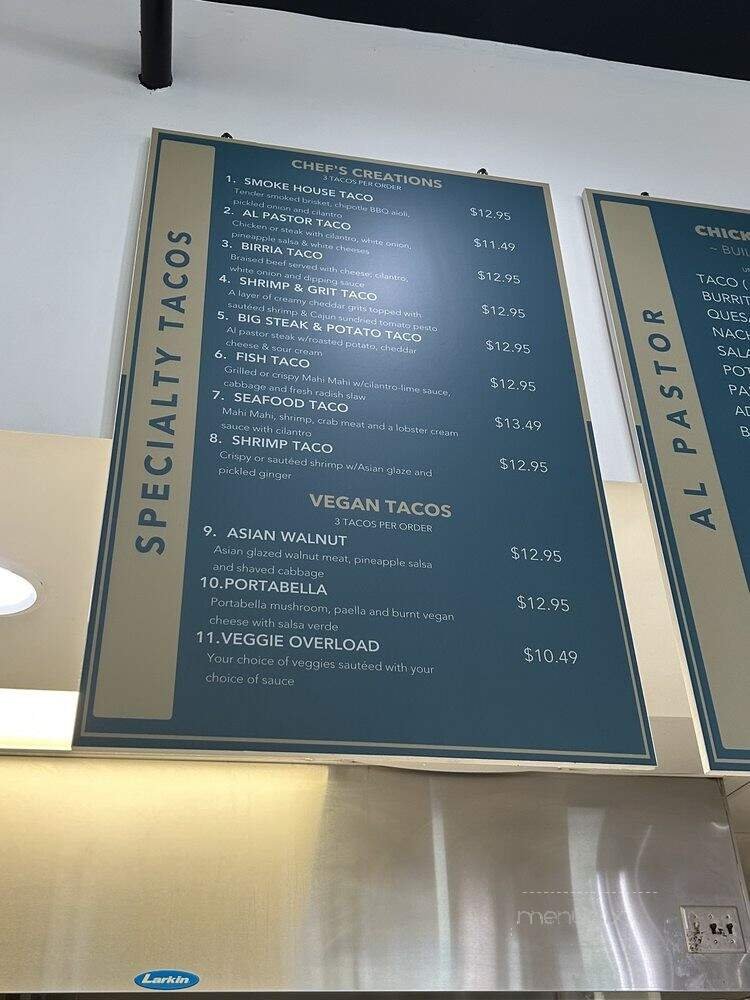 SPECIALTY TACOS
CHEF'S CREATIONS
3 TACOS PER ORDER
1. SMOKE HOUSE TACO $12.95
Tender smoked brisket, chipotle BBQ aioli,
pickled onion and cilantro
2. AL PASTOR TACO $11.49
Chicken or steak with cilantro, white onion,
pineapple salsa & white cheeses
3. BIRRIA TACO $12.95
Braised beef served with cheese, cilantro,
white onion and dipping sauce
4. SHRIMP & GRIT TACO $12.95
A layer of creamy cheddar grits topped with
sautéed shrimp & Cajun sundried tomato pesto
5. BIG STEAK & POTATO TACO $12.95
Al pastor steak w/roasted potato, cheddar
cheese & sour cream
6. FISH TACO $12.95
Grilled or crispy Mahi Mahi w/cilantro-lime sauce,
cabbage and fresh radish slaw
7. SEAFOOD TACO $13.49
Mahi Mahi, shrimp, crab meat and a lobster cream
sauce with cilantro
8. SHRIMP TACO $12.95
Crispy or sautéed shrimp w/Asian glaze and
pickled ginger
VEGAN TACOS
3 TACOS PER ORDER
9. ASIAN WALNUT $12.95
Asian glazed walnut meat, pineapple salsa
and shaved cabbage
10.PORTABELLA $12.95
Portabella mushroom, paella and burnt vegan
cheese with salsa verde
11.VEGGIE OVERLOAD $10.49
Your choice of veggies sautéed with your
choice of sauce
AL PASTOR
CHICK
~ BUIL
TACO (
BURRI
QUESA
NACH
SALA
POT
PA
A
B
Larkin